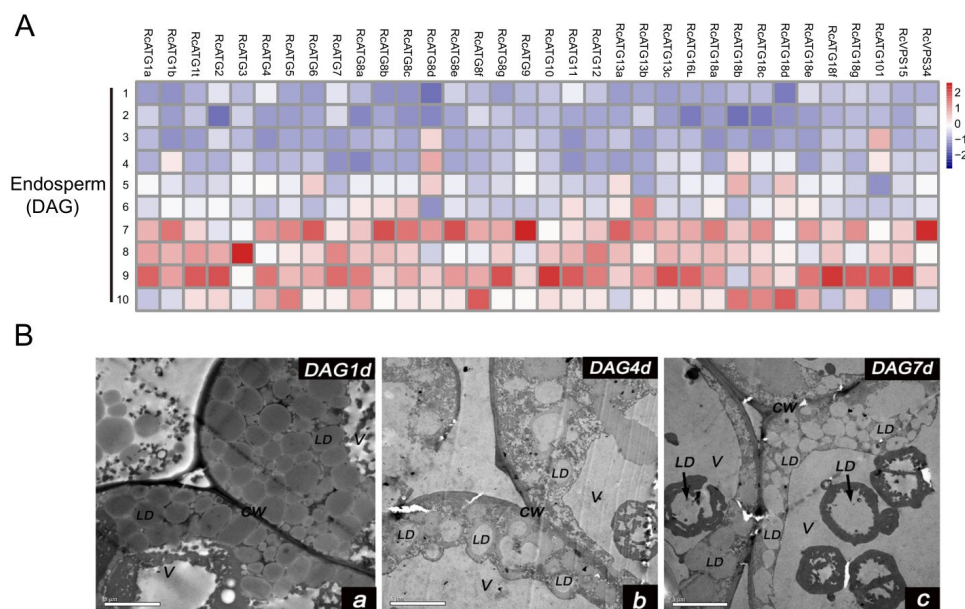 A
RcATG1a RcATG1b RcATG1t RcATG2 RcATG3 RcATG4 RcATG5 RcATG6 RcATG7 RcATG8a RcATG8b RcATG8c RcATG8d RcATG8e RcATG8f RcATG8g RcATG9 RcATG10 RcATG11 RcATG12 RcATG13a RcATG13b RcATG13c RcATG16L RcATG18a RcATG18b RcATG18c RcATG18d RcATG18e RcATG18f RcATG18g RcATG101 RcVPS15 RcVPS34
Endosperm
(DAG)
1
2
3
4
5
6
7
8
9
10
2
1
0
−1
−2
B
DAG1d
LD
V
LD
CW
V
a
DAG4d
LD
V
CW
LD
LD
LD
V
b
DAG7d
CW
LD
LD
V
LD
LD
V
LD
c